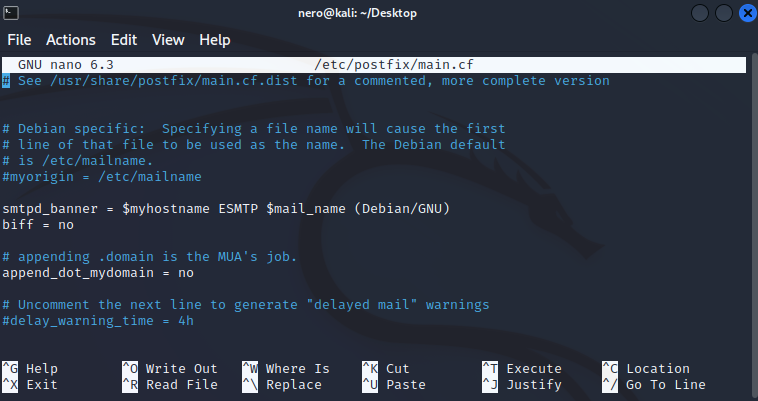 nero@kali: ~/Desktop
File Actions Edit View Help
GNU nano 6.3 /etc/postfix/main.cf
# See /usr/share/postfix/main.cf.dist for a commented, more complete version
# Debian specific:  Specifying a file name will cause the first
# line of that file to be used as the name.  The Debian default
# is /etc/mailname.
#myorigin = /etc/mailname
smtpd_banner = $myhostname ESMTP $mail_name (Debian/GNU)
biff = no
# appending .domain is the MUA's job.
append_dot_mydomain = no
# Uncomment the next line to generate "delayed mail" warnings
#delay_warning_time = 4h
^G Help ^O Write Out ^W Where Is ^K Cut ^T Execute ^C Location
^X Exit ^R Read File ^\ Replace ^U Paste ^J Justify ^/ Go To Line